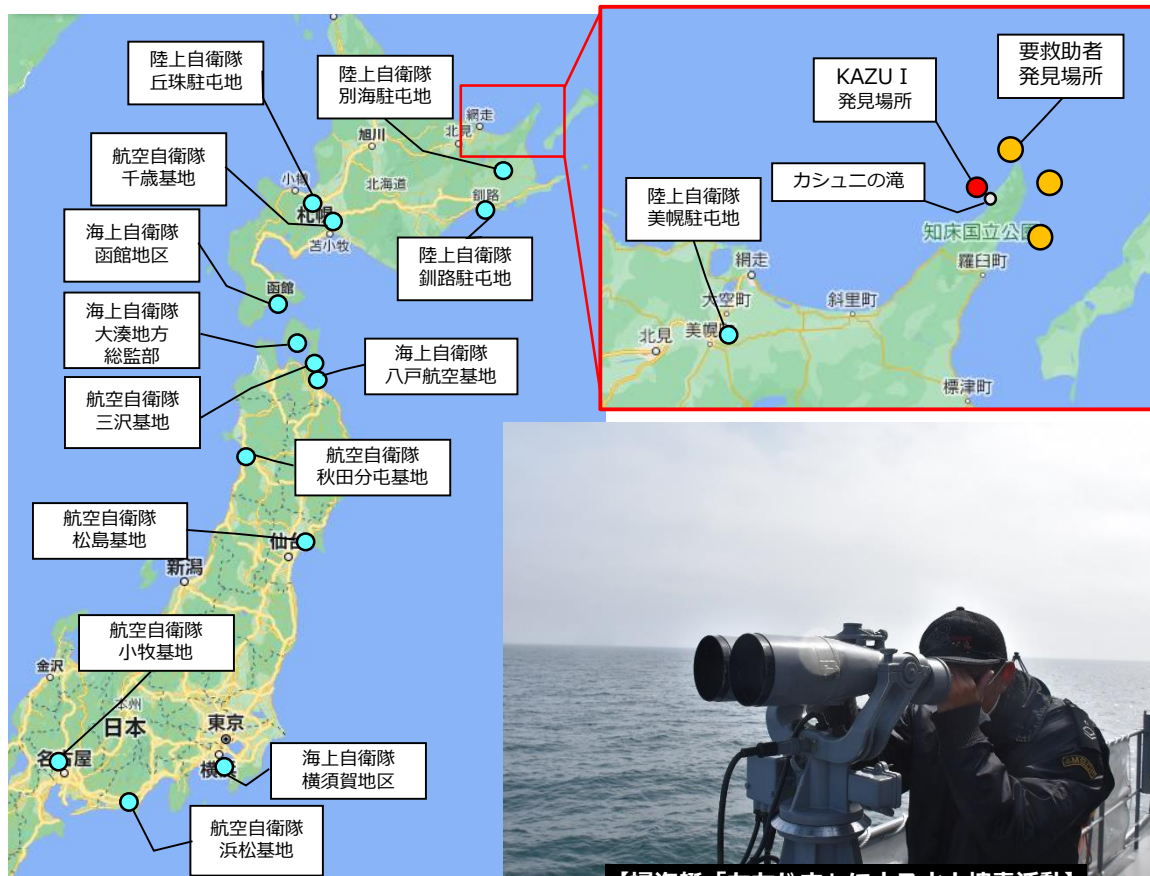 陸上自衛隊
丘珠駐屯地
陸上自衛隊
別海駐屯地
航空自衛隊
千歳基地
海上自衛隊
函館地区
海上自衛隊
大湊地方
総監部
航空自衛隊
三沢基地
陸上自衛隊
釧路駐屯地
海上自衛隊
八戸航空基地
航空自衛隊
秋田分屯基地
航空自衛隊
松島基地
航空自衛隊
小牧基地
海上自衛隊
横須賀地区
航空自衛隊
浜松基地
網走
北見
旭川
北海道
小樽
札幌
苫小牧
釧路
函館
仙台
新潟
金沢
本州
日本
東京
名古屋
KAZU I
発見場所
要救助者
発見場所
カシュニの滝
陸上自衛隊
美幌駐屯地
知床国立公園
羅臼町
網走
大空町
斜里町
北見
標津町